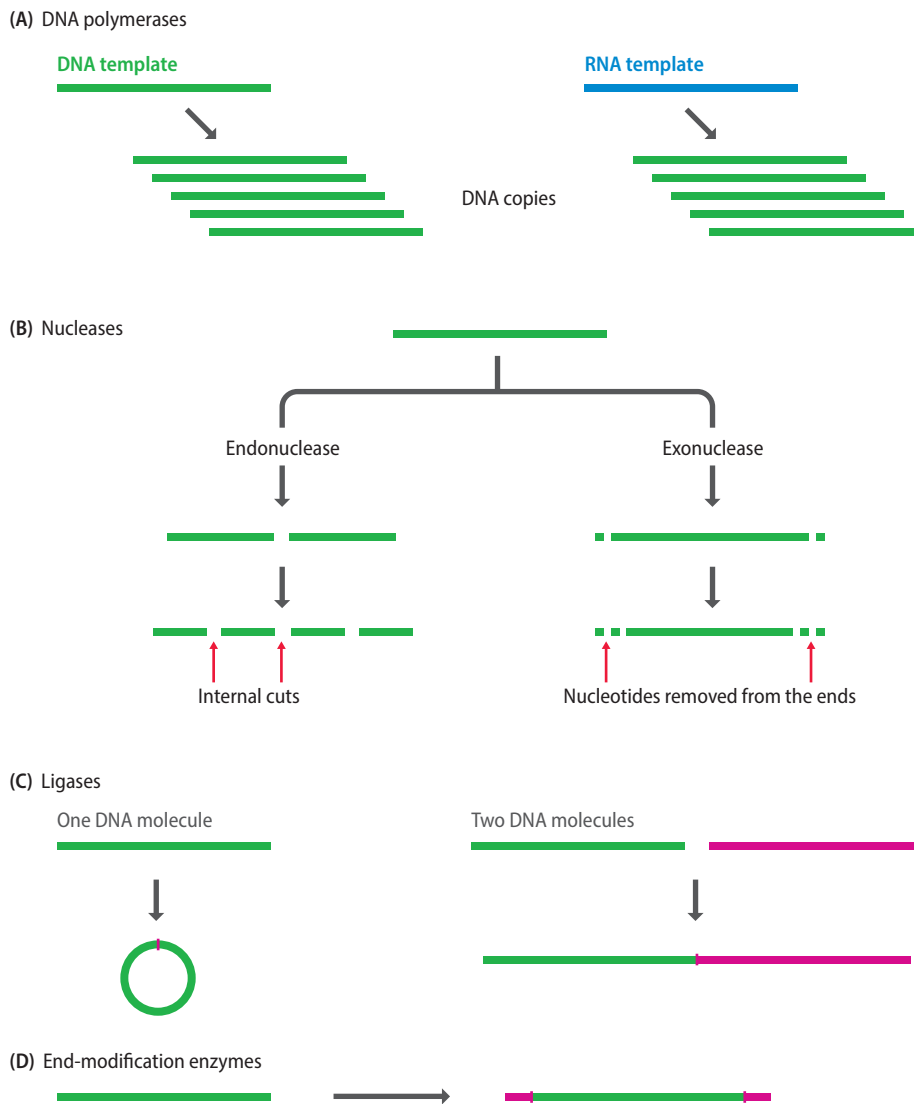 (A) DNA polymerases
DNA template
RNA template
DNA copies
(B) Nucleases
Endonuclease
Exonuclease
Internal cuts
Nucleotides removed from the ends
(C) Ligases
One DNA molecule
Two DNA molecules
(D) End-modification enzymes